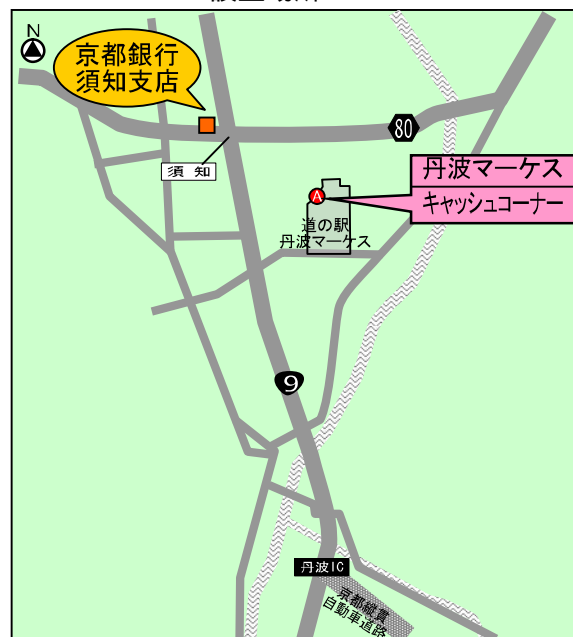 N
京都銀行
須知支店
80
須 知
丹波マーケス
キャッシュコーナー
A
道の駅
丹波マーケス
9
丹波IC
京都縦貫
自動車道路